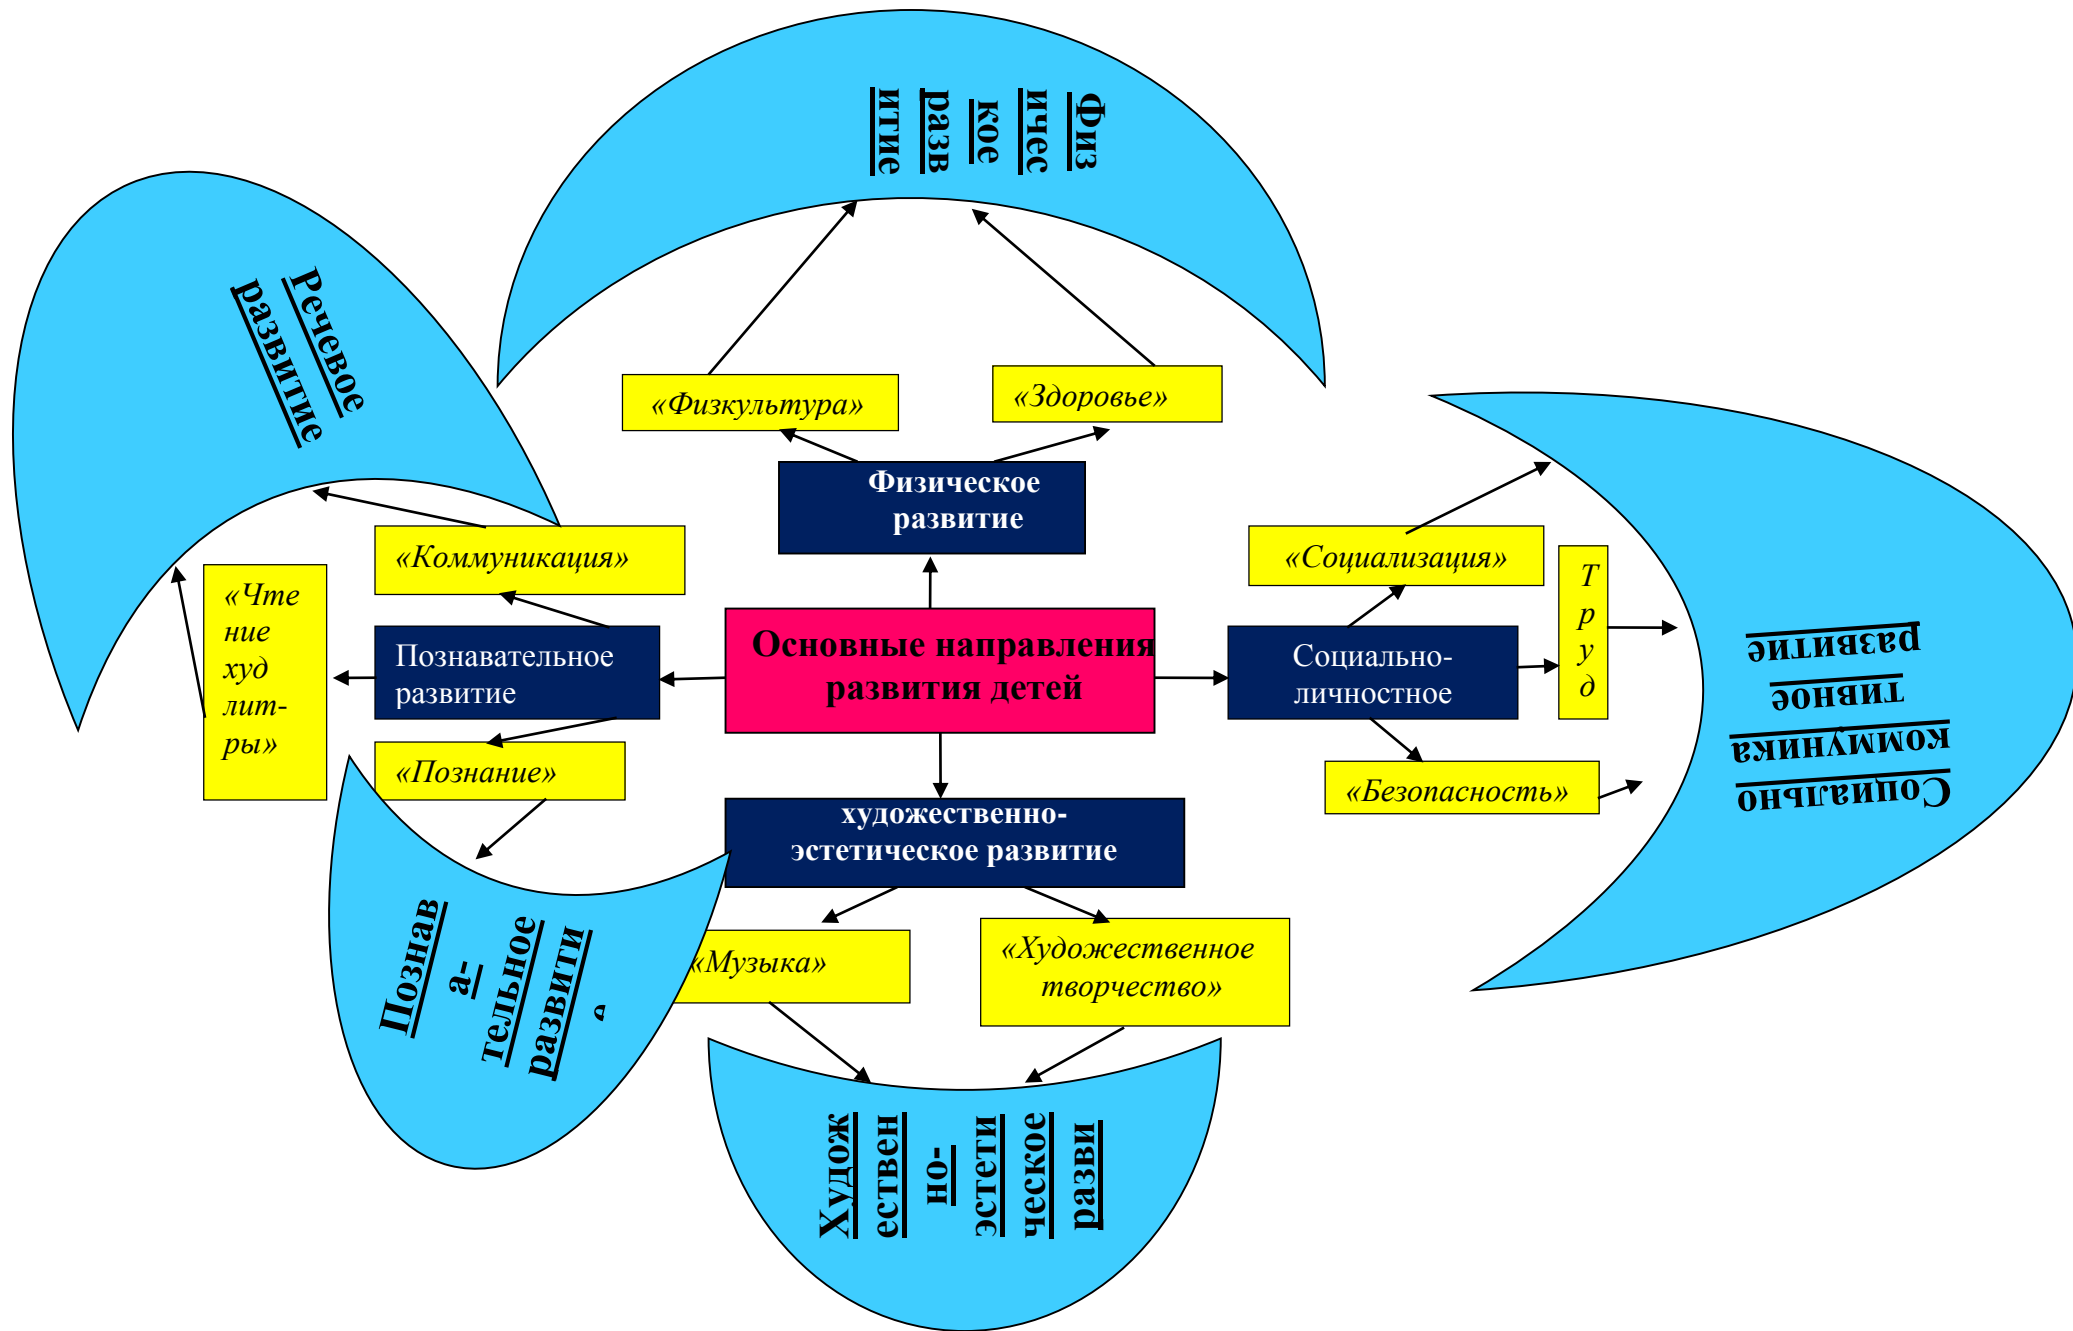 Физ
ичес
кое
разв
итие
Речевое
развитие
«Физкультура»
«Здоровье»
Физическое
развитие
«Коммуникация»
«Социализация»
Т
р
у
д
«Чте
ние
худ
лит-
ры»
Познавательное
развитие
Основные направления
развития детей
Социально-
личностное
Социально
коммуника
тивное
развитие
«Познание»
«Безопасность»
художественно-
эстетическое развитие
Познав
а-
тельное
развити
«Музыка»
«Художественное
творчество»
Худож
ествен
но-
эстети
ческое
разви